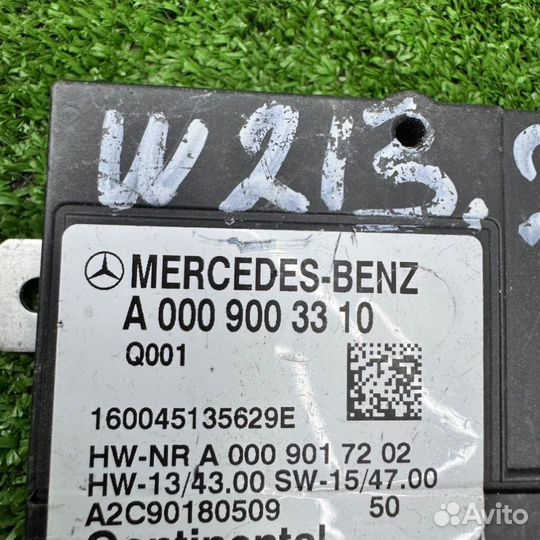 W213.
MERCEDES-BENZ
A 000 900 33 10
Q001
160045135629E
HW-NR A 000 901 72 02
HW-13/43.00 SW-15/47.00
A2C90180509 50
Continental
Avito